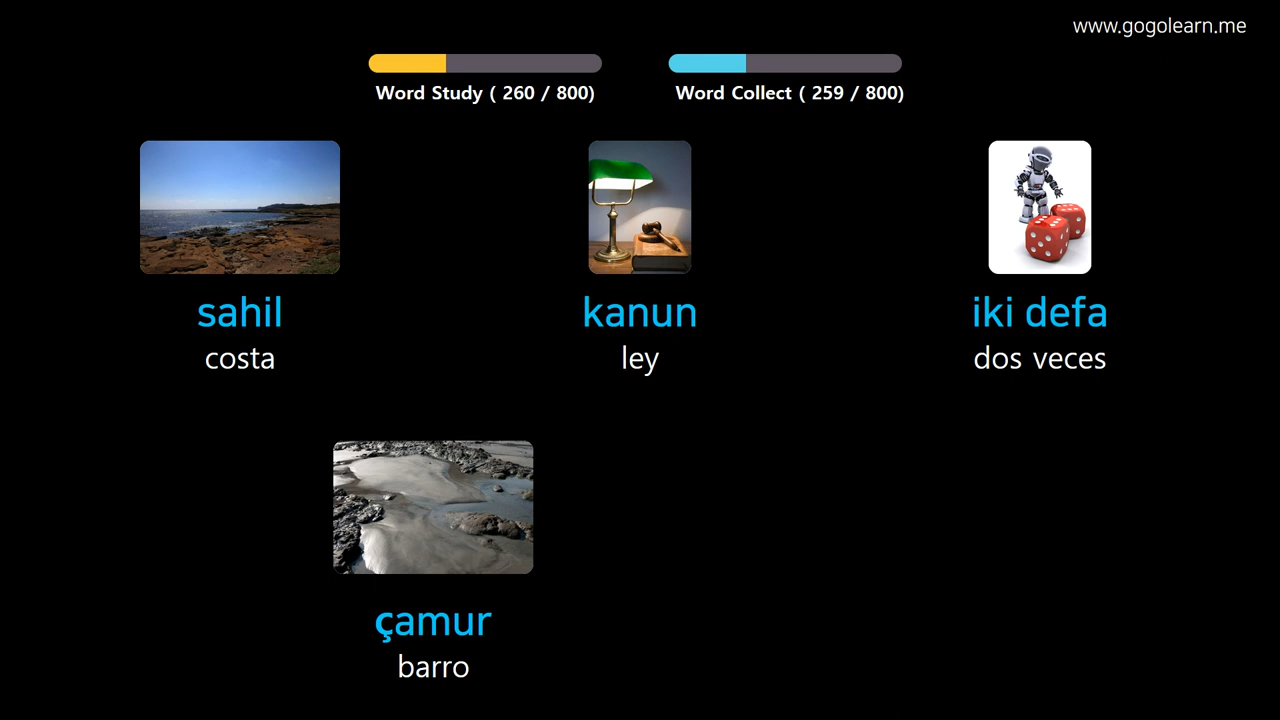 www.gogolearn.me
Word Study ( 260 / 800)
Word Collect ( 259 / 800)
sahil
costa
kanun
ley
iki defa
dos veces
çamur
barro